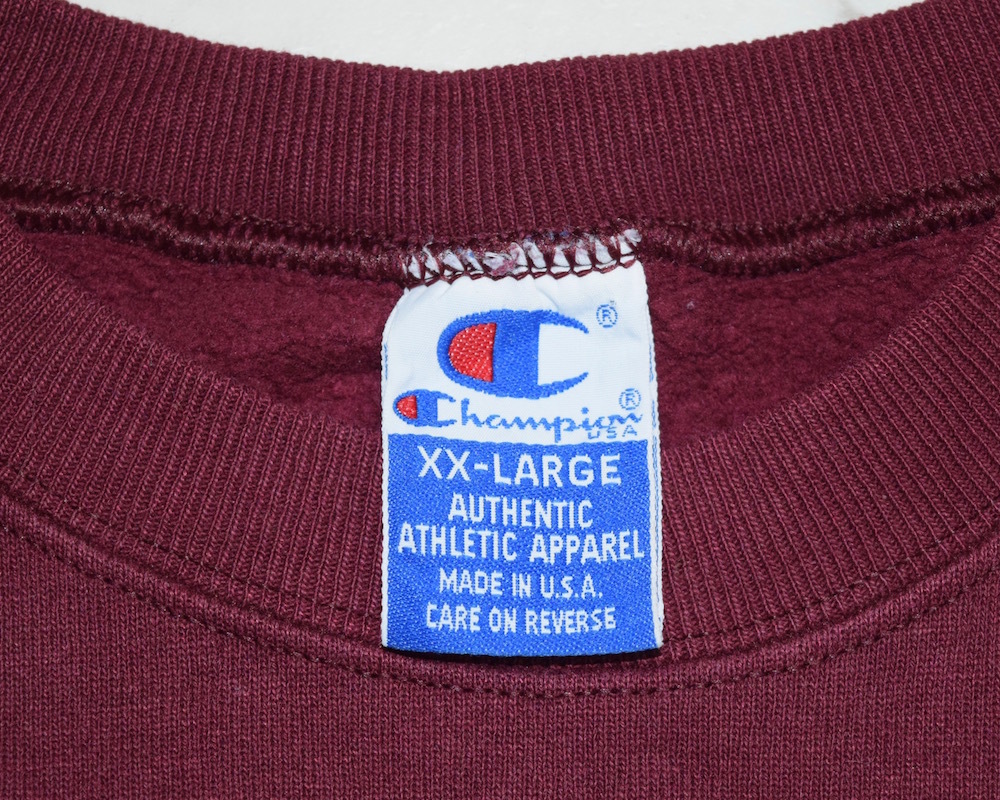 ®
Champion®
USA
XX-LARGE
AUTHENTIC
ATHLETIC APPAREL
MADE IN U.S.A.
CARE ON REVERSE